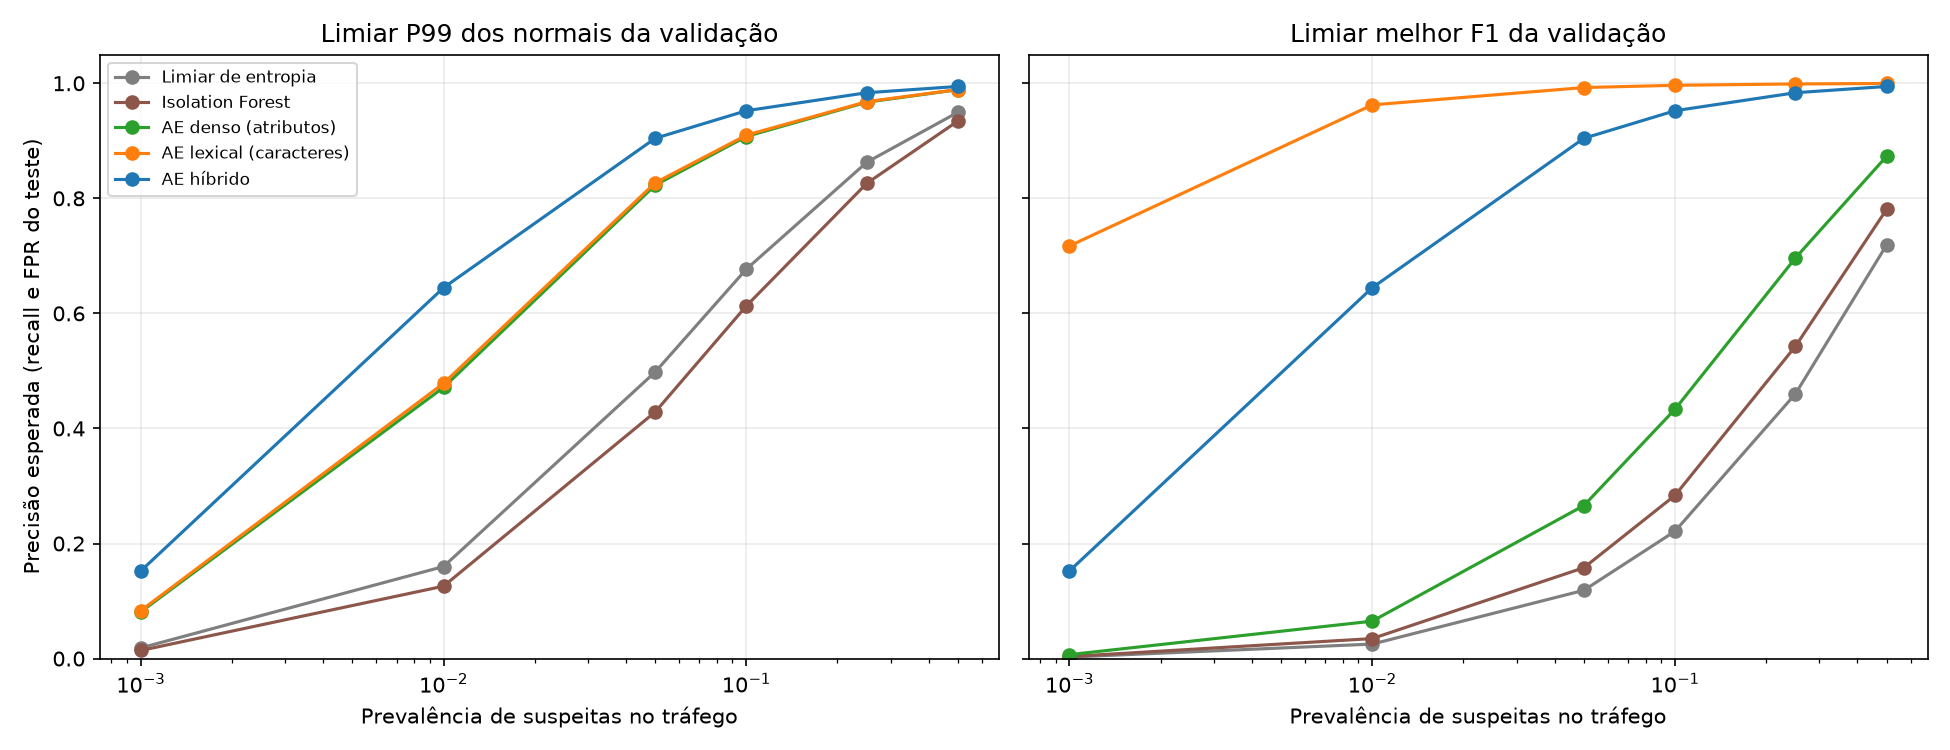 Limiar P99 dos normais da validação
Limiar melhor F1 da validação
Limiar de entropia
Isolation Forest
AE denso (atributos)
AE lexical (caracteres)
AE híbrido
Precisão esperada (recall e FPR do teste)
1.0
0.8
0.6
0.4
0.2
0.0
10⁻³
10⁻²
10⁻¹
10⁻³
10⁻²
10⁻¹
Prevalência de suspeitas no tráfego
Prevalência de suspeitas no tráfego